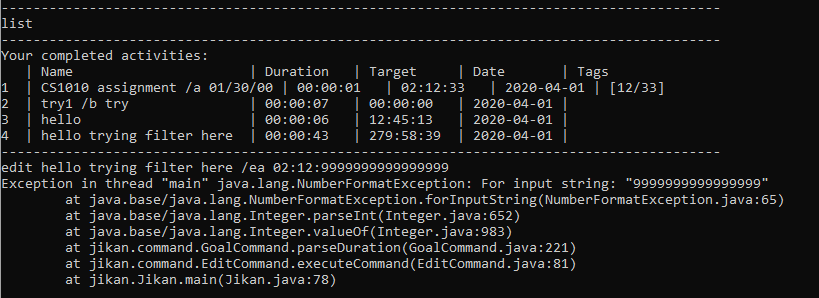 ------------------------------------------------------------------------------------------
list
------------------------------------------------------------------------------------------
Your completed activities:
   | Name                      | Duration   | Target     | Date       | Tags
1  | CS1010 assignment /a 01/30/00 | 00:00:01   | 02:12:33   | 2020-04-01 | [12/33]
2  | try1 /b try               | 00:00:07   | 00:00:00   | 2020-04-01 |
3  | hello                     | 00:00:06   | 12:45:13   | 2020-04-01 |
4  | hello trying filter here  | 00:00:43   | 279:58:39  | 2020-04-01 |
------------------------------------------------------------------------------------------
edit hello trying filter here /ea 02:12:9999999999999999
Exception in thread "main" java.lang.NumberFormatException: For input string: "9999999999999999"
        at java.base/java.lang.NumberFormatException.forInputString(NumberFormatException.java:65)
        at java.base/java.lang.Integer.parseInt(Integer.java:652)
        at java.base/java.lang.Integer.valueOf(Integer.java:983)
        at jikan.command.GoalCommand.parseDuration(GoalCommand.java:221)
        at jikan.command.EditCommand.executeCommand(EditCommand.java:81)
        at jikan.Jikan.main(Jikan.java:78)